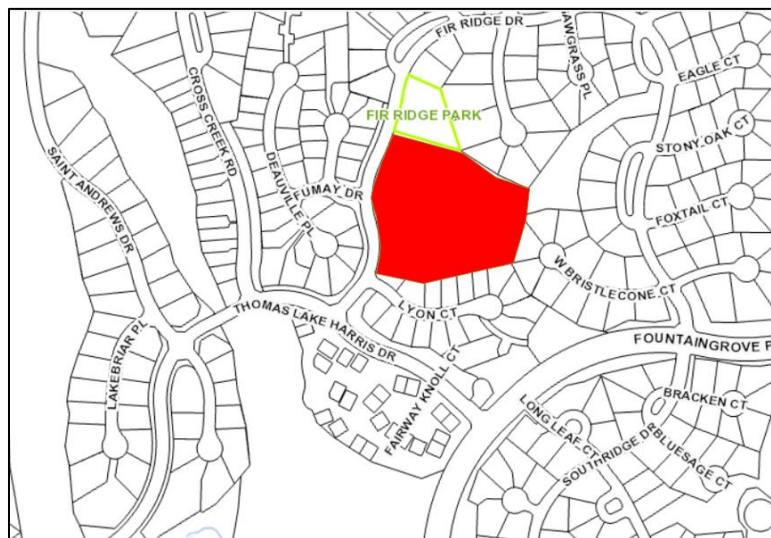 FIR RIDGE DR
AWGRASS PL
EAGLE CT
CROSS CREEK RD
FIR RIDGE PARK
STONY OAK CT
SAINT ANDREWS DR
DEAUVILLE PL
FUMAY DR
FOXTAIL CT
W BRISTLECONE CT
LYON CT
THOMAS LAKE HARRIS DR
LAKEBRIAR PL
FOUNTAINGROVE P
FAIRWAY KNOLL CT
BRACKEN CT
LONG LEAF CT
SOUTHRIDGE DR
BLUESAGE CT